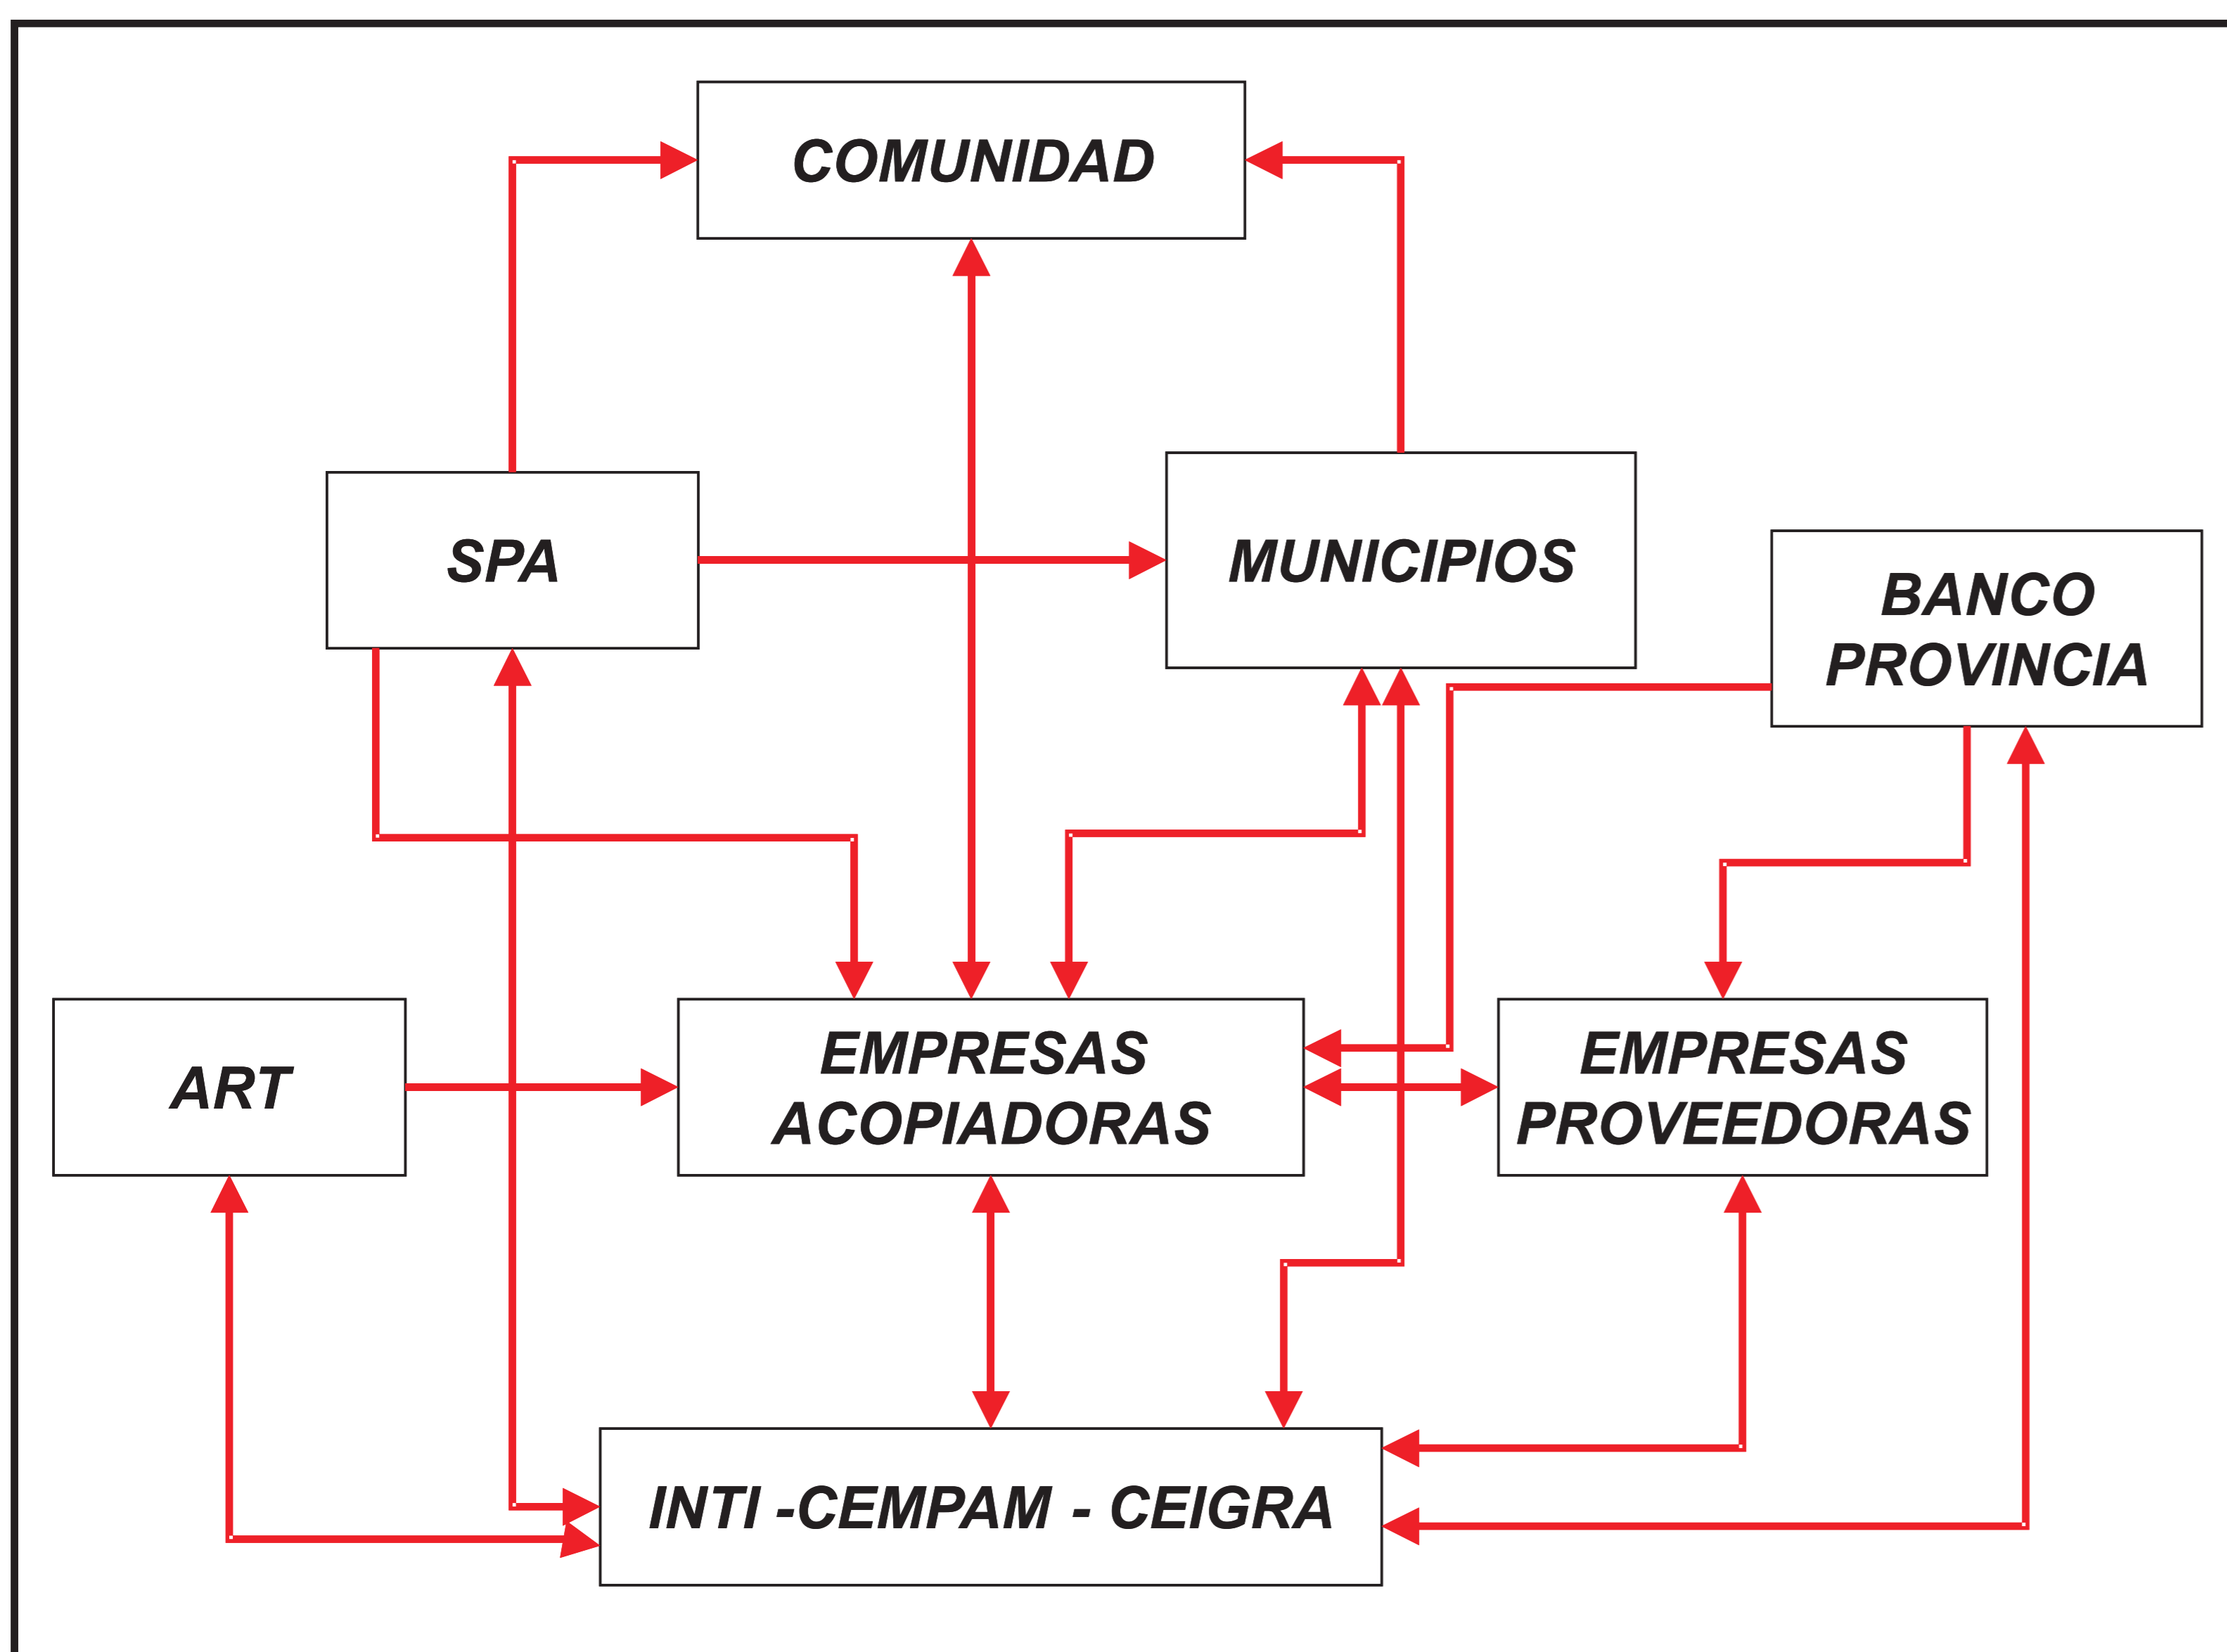 COMUNIDAD
SPA
MUNICIPIOS
BANCO
PROVINCIA
ART
EMPRESAS
ACOPIADORAS
EMPRESAS
PROVEEDORAS
INTI -CEMPAM - CEIGRA